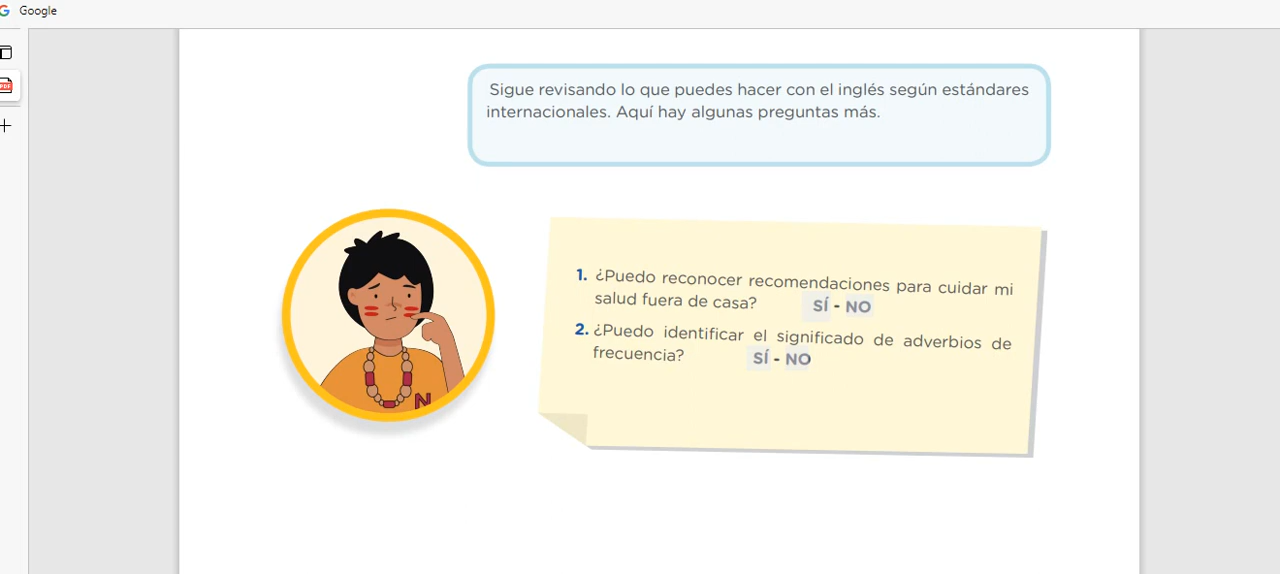 Google
Sigue revisando lo que puedes hacer con el inglés según estándares
internacionales. Aquí hay algunas preguntas más.
1. ¿Puedo reconocer recomendaciones para cuidar mi
salud fuera de casa? SÍ - NO
2. ¿Puedo identificar el significado de adverbios de
frecuencia? SÍ - NO
N
PDF